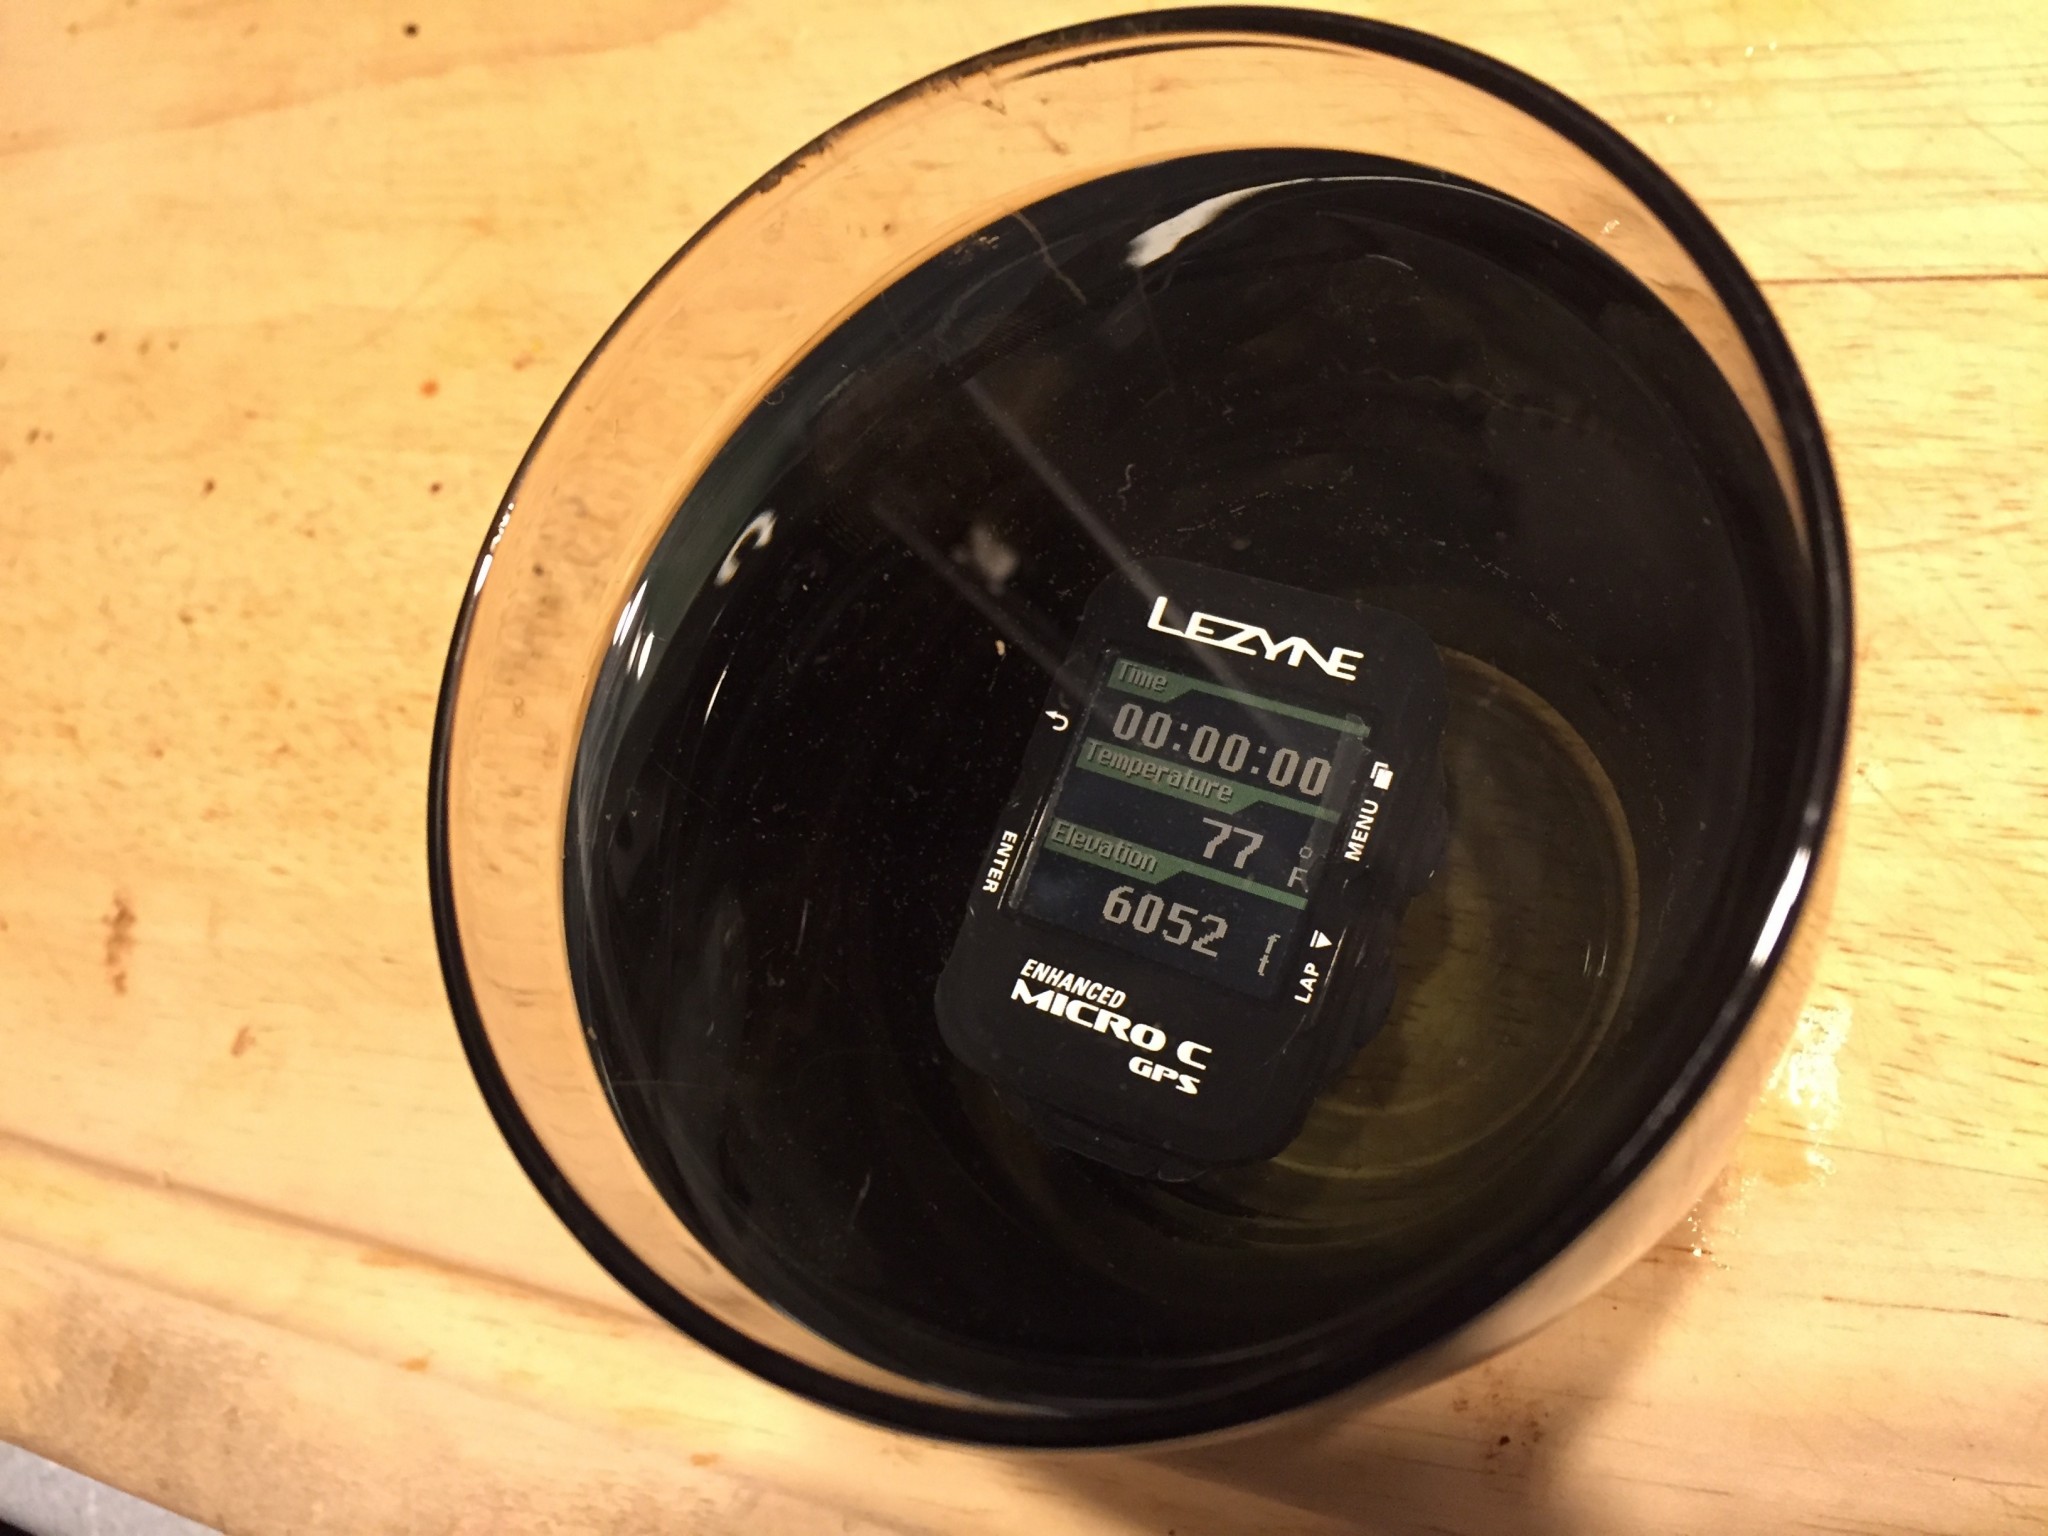 LEZYNE
Time
00:00:00
Temperature
77 °F
Elevation
6052 ft
ENTER
MENU
LAP
ENHANCED
MICRO C
GPS